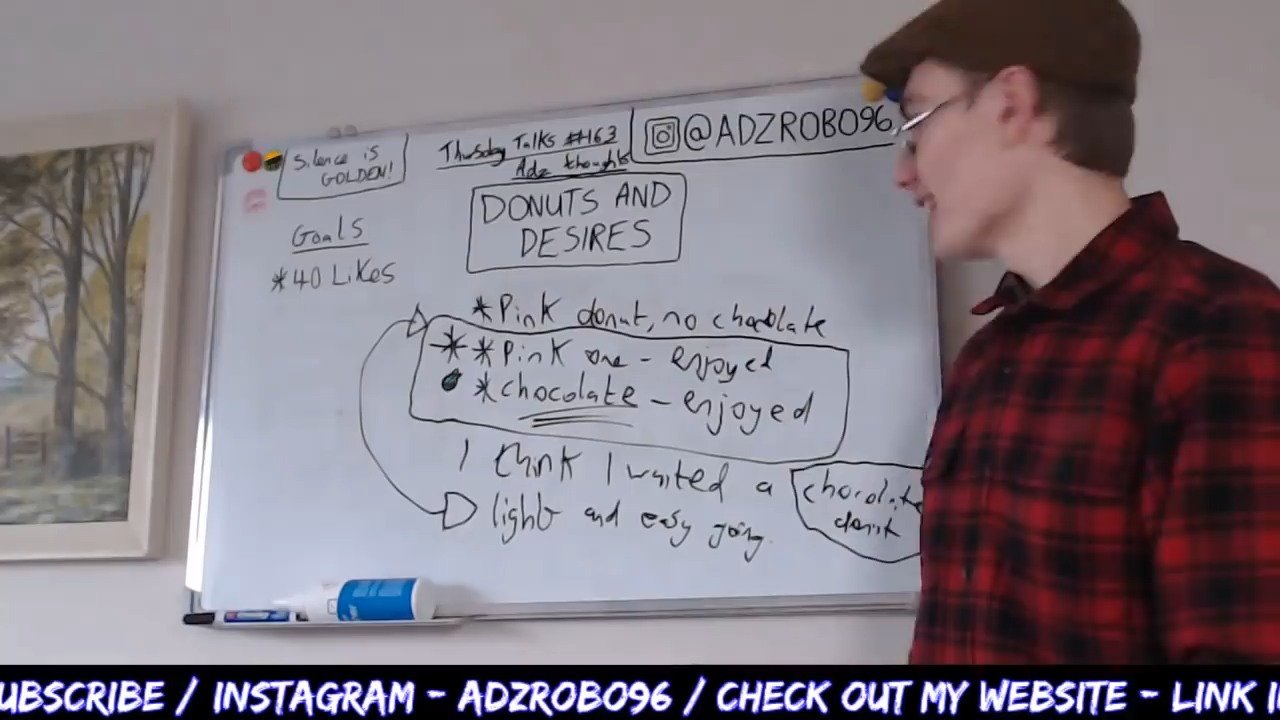 Silence is
GOLDEN!
Thursday Talks #163
Adz thoughts
@ADZROBO96
DONUTS AND
DESIRES
Goals
*40 Likes
*Pink donut, no chocolate
*Pink one - enjoyed
*chocolate - enjoyed
I think I wanted a chocolate
donut
light and easy going.
UBSCRIBE / INSTAGRAM - ADZROBO96 / CHECK OUT MY WEBSITE - LINK I